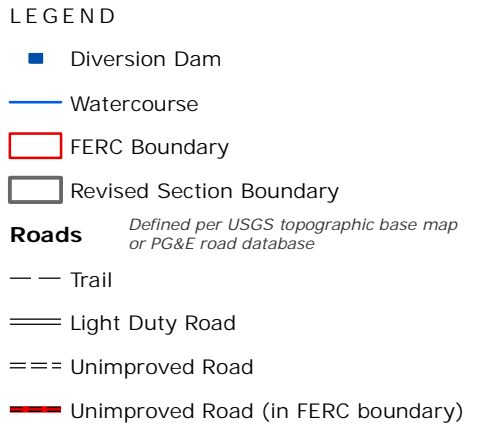 LEGEND
Diversion Dam
Watercourse
FERC Boundary
Revised Section Boundary
Roads Defined per USGS topographic base map
or PG&E road database
Trail
Light Duty Road
Unimproved Road
Unimproved Road (in FERC boundary)